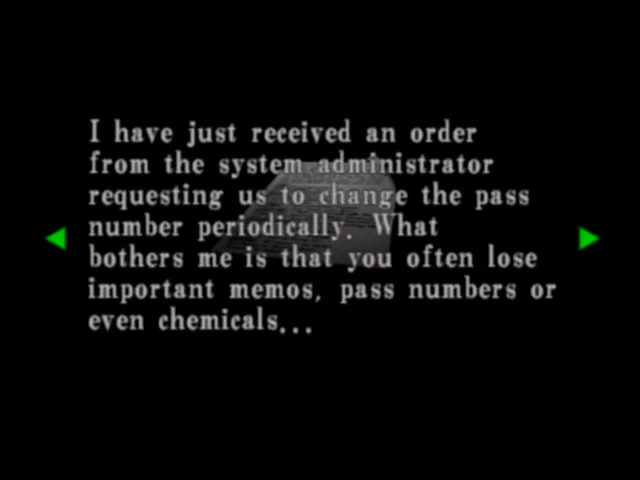 I have just received an order
from the system administrator
requesting us to change the pass
number periodically. What
bothers me is that you often lose
important memos, pass numbers or
even chemicals...